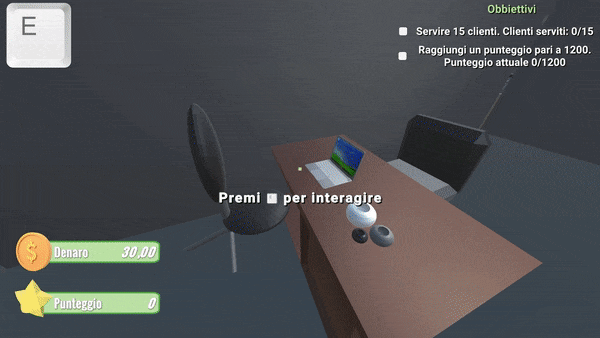 E
Obbiettivi
Servire 15 clienti. Clienti serviti: 0/15
Raggiungi un punteggio pari a 1200.
Punteggio attuale 0/1200
Premi per interagire
Denaro 30,00
Punteggio 0